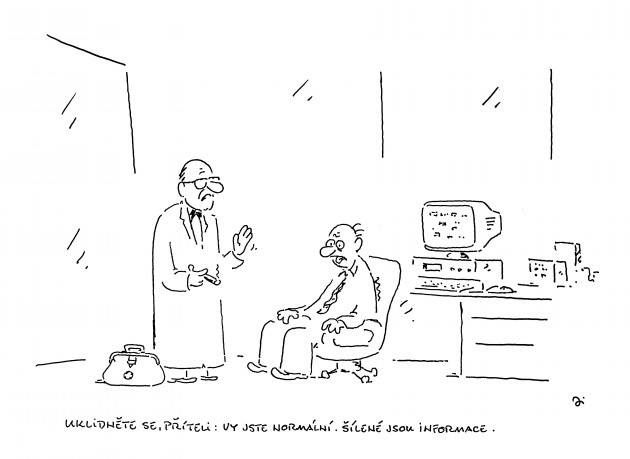 UKLIDNĚTE SE, PŘÍTELI: VY JSTE NORMÁLNÍ. ŠÍLENÉ JSOU INFORMACE.